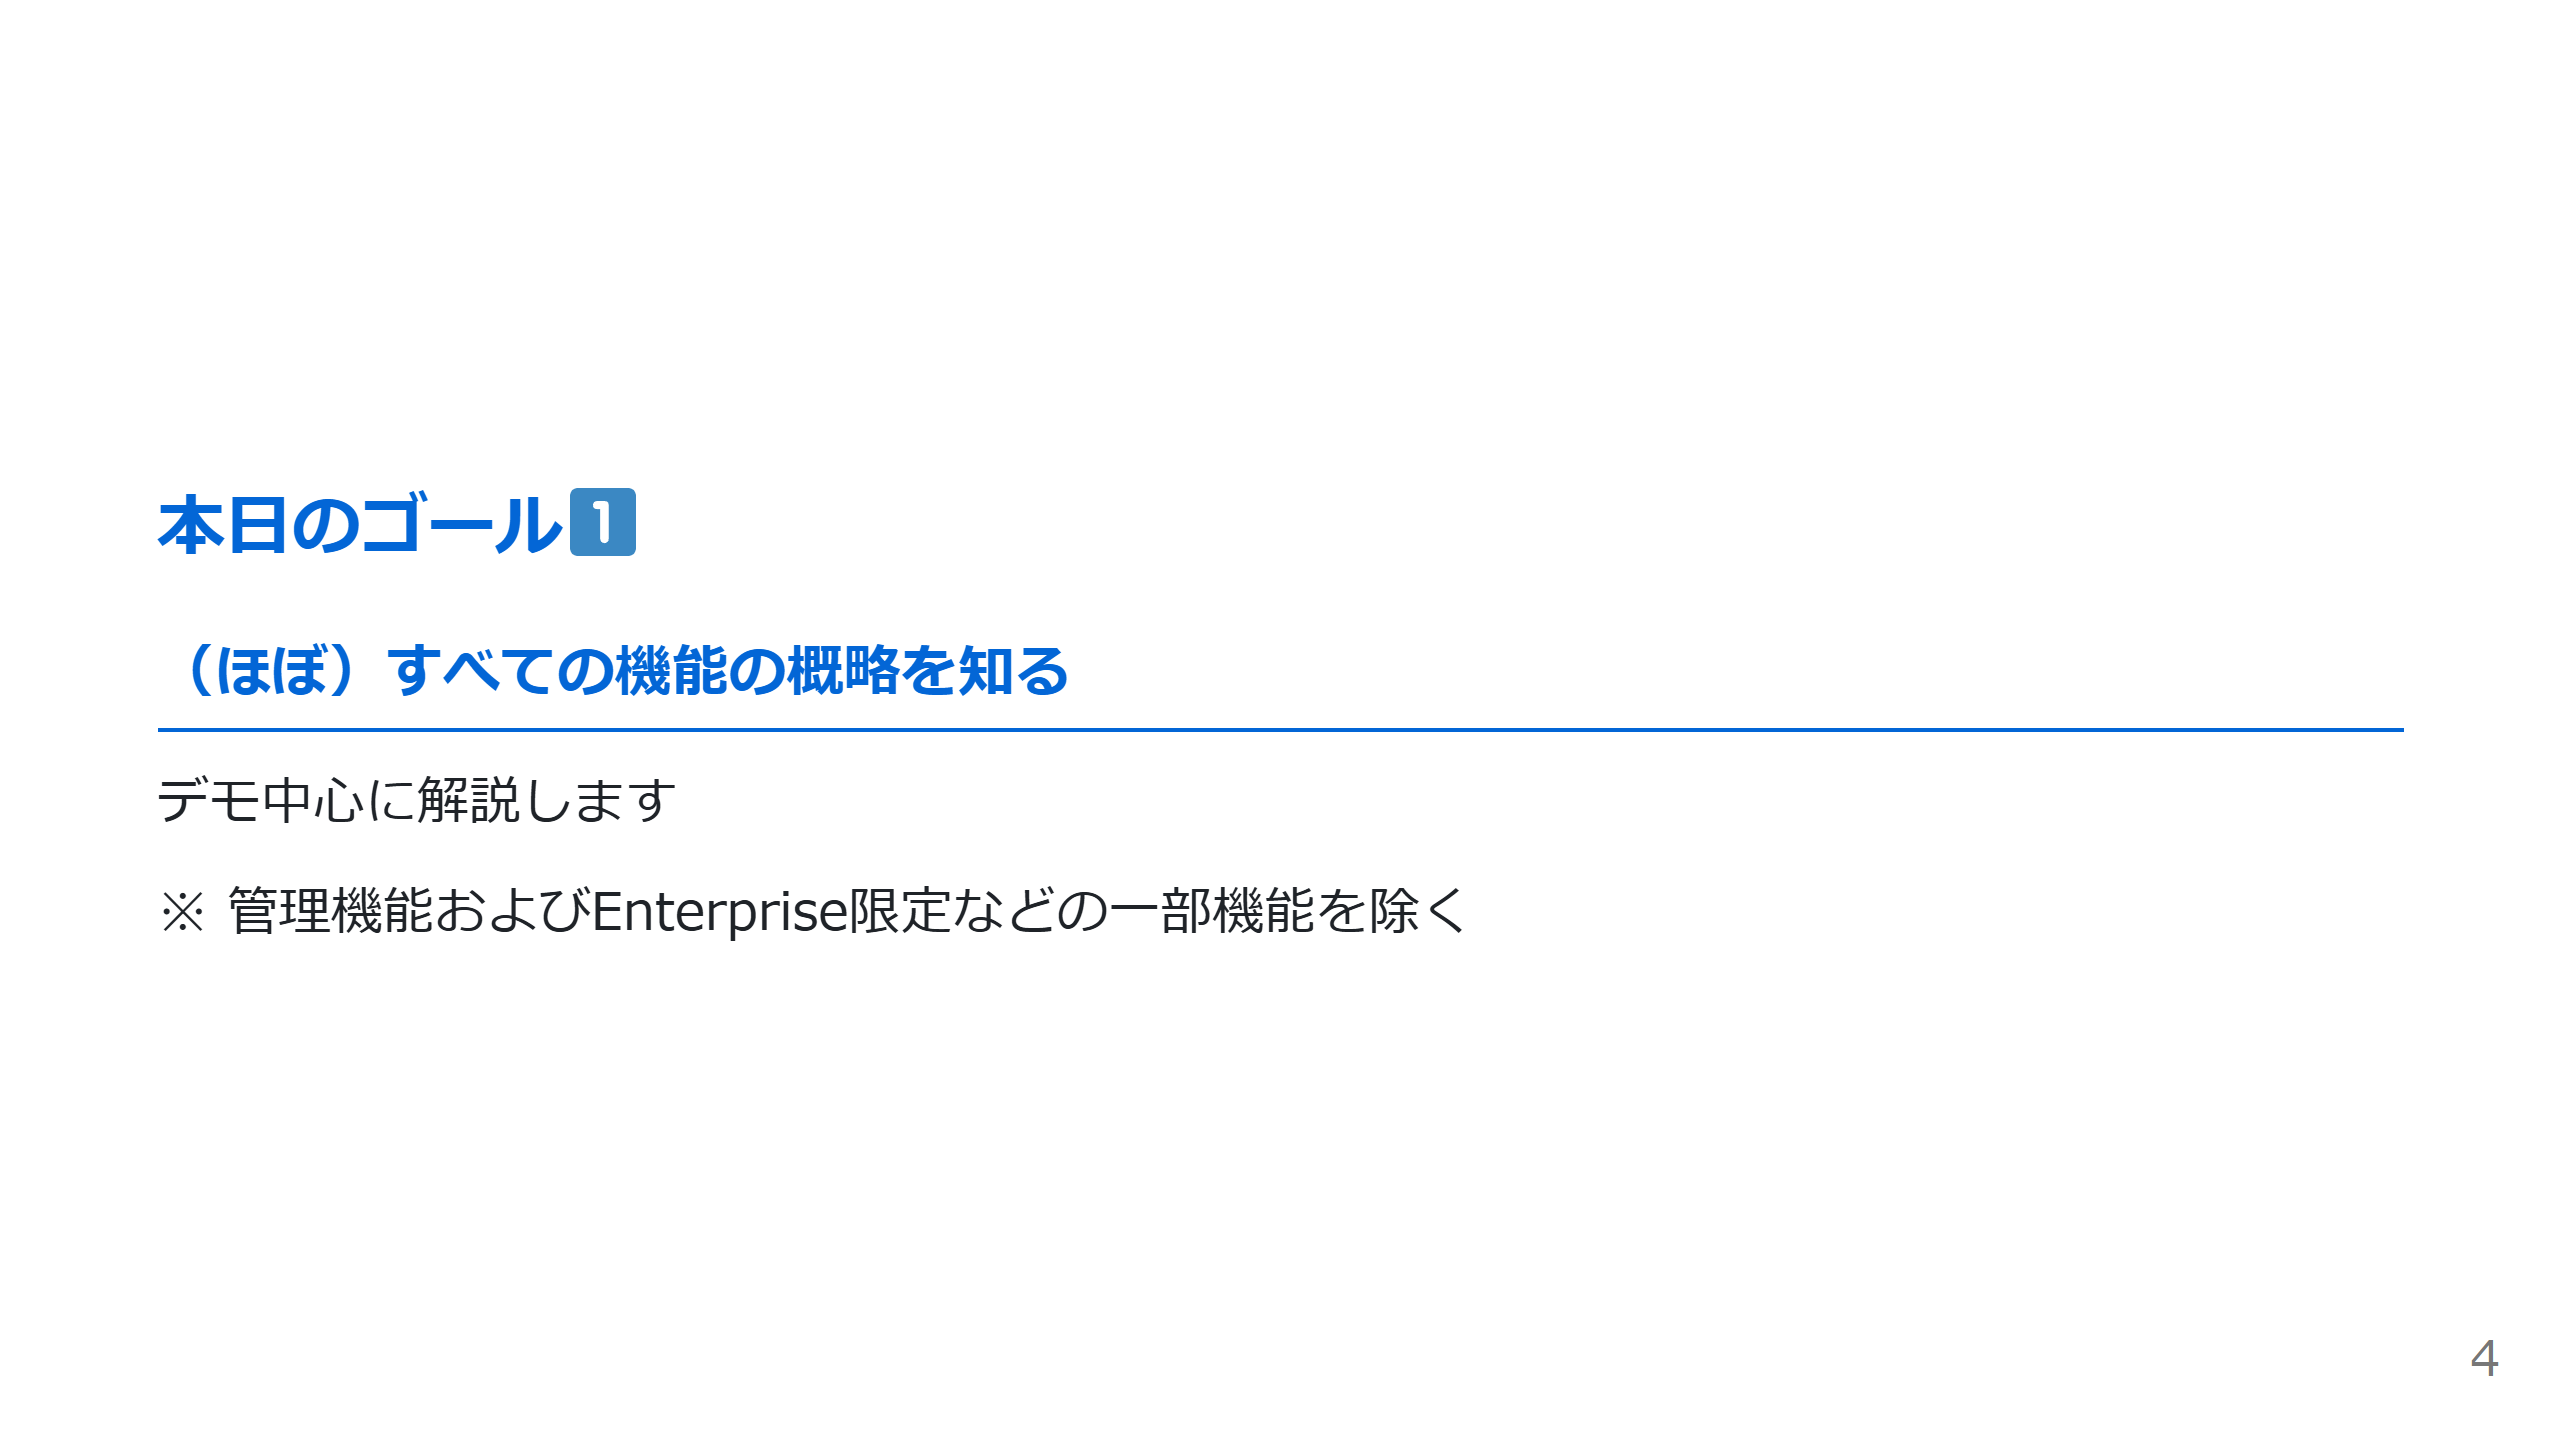 本日のゴール1️⃣
（ほぼ）すべての機能の概略を知る
デモ中心に解説します
※ 管理機能およびEnterprise限定などの一部機能を除く
4